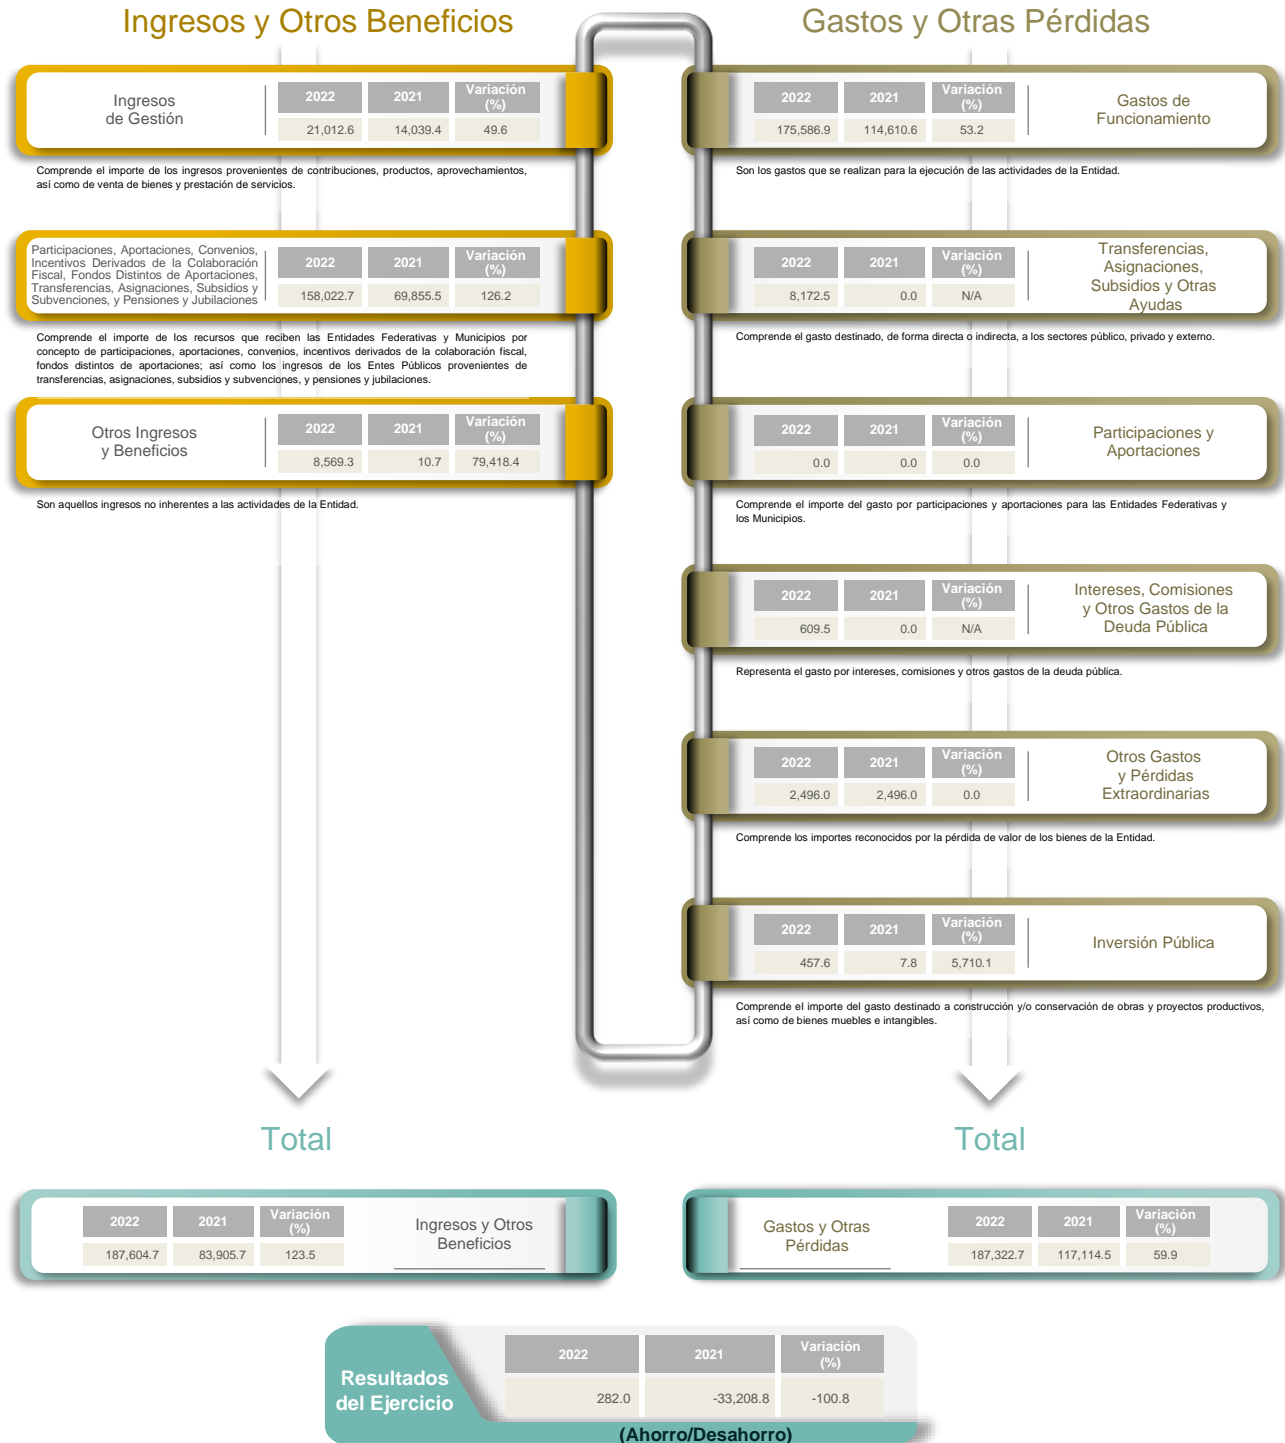 Ingresos y Otros Beneficios
Ingresos
de Gestión
2022 2021 Variación
(%)
21,012.6 14,039.4 49.6
Comprende el importe de los ingresos provenientes de contribuciones, productos, aprovechamientos,
así como de venta de bienes y prestación de servicios.
Participaciones, Aportaciones, Convenios,
Incentivos Derivados de la Colaboración
Fiscal, Fondos Distintos de Aportaciones,
Transferencias, Asignaciones, Subsidios y
Subvenciones, y Pensiones y Jubilaciones
2022 2021 Variación
(%)
158,022.7 69,855.5 126.2
Comprende el importe de los recursos que reciben las Entidades Federativas y Municipios por
concepto de participaciones, aportaciones, convenios, incentivos derivados de la colaboración fiscal,
fondos distintos de aportaciones; así como los ingresos de los Entes Públicos provenientes de
transferencias, asignaciones, subsidios y subvenciones, y pensiones y jubilaciones.
Otros Ingresos
y Beneficios
2022 2021 Variación
(%)
8,569.3 10.7 79,418.4
Son aquellos ingresos no inherentes a las actividades de la Entidad.
Gastos y Otras Pérdidas
2022 2021 Variación
(%)
175,586.9 114,610.6 53.2
Gastos de
Funcionamiento
Son los gastos que se realizan para la ejecución de las actividades de la Entidad.
2022 2021 Variación
(%)
8,172.5 0.0 N/A
Transferencias,
Asignaciones,
Subsidios y Otras
Ayudas
Comprende el gasto destinado, de forma directa o indirecta, a los sectores público, privado y externo.
2022 2021 Variación
(%)
0.0 0.0 0.0
Participaciones y
Aportaciones
Comprende el importe del gasto por participaciones y aportaciones para las Entidades Federativas y
los Municipios.
2022 2021 Variación
(%)
609.5 0.0 N/A
Intereses, Comisiones
y Otros Gastos de la
Deuda Pública
Representa el gasto por intereses, comisiones y otros gastos de la deuda pública.
2022 2021 Variación
(%)
2,496.0 2,496.0 0.0
Otros Gastos
y Pérdidas
Extraordinarias
Comprende los importes reconocidos por la pérdida de valor de los bienes de la Entidad.
2022 2021 Variación
(%)
457.6 7.8 5,710.1
Inversión Pública
Comprende el importe del gasto destinado a construcción y/o conservación de obras y proyectos productivos,
así como de bienes muebles e intangibles.
Total
2022 2021 Variación
(%)
187,604.7 83,905.7 123.5
Ingresos y Otros
Beneficios
Total
Gastos y Otras
Pérdidas
2022 2021 Variación
(%)
187,322.7 117,114.5 59.9
Resultados
del Ejercicio
2022 2021 Variación
(%)
282.0 -33,208.8 -100.8
(Ahorro/Desahorro)